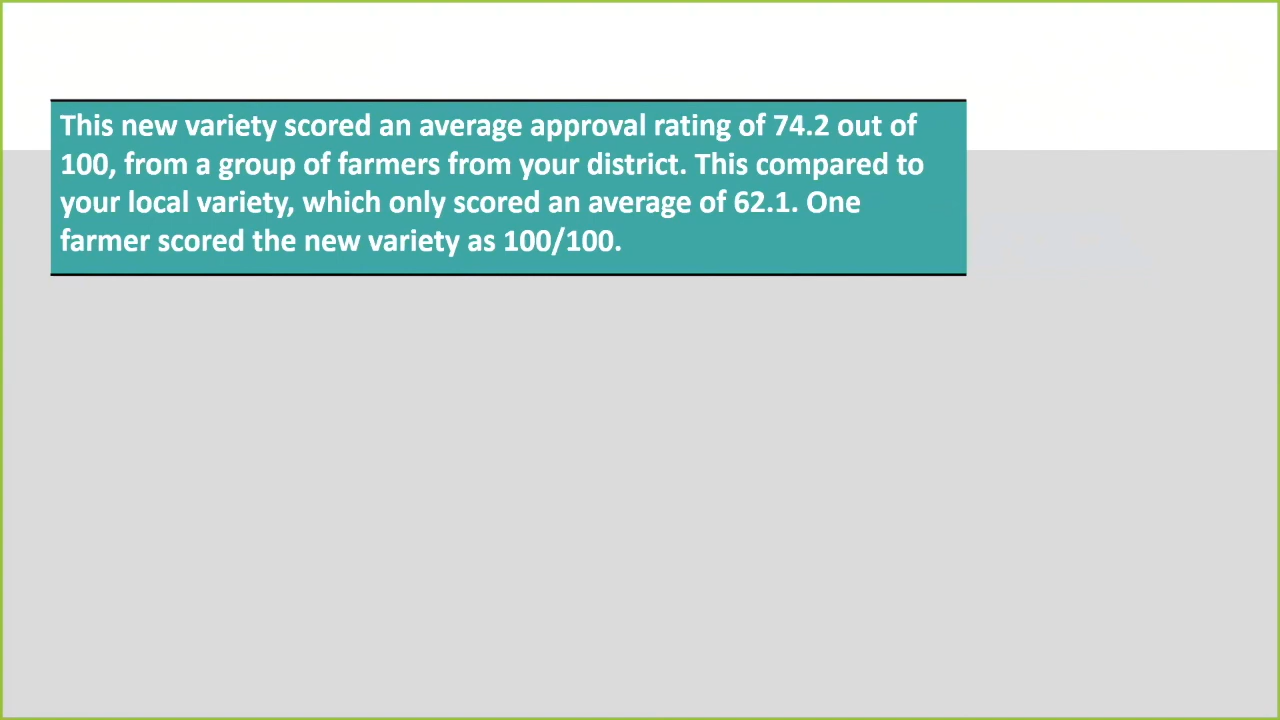 This new variety scored an average approval rating of 74.2 out of
100, from a group of farmers from your district. This compared to
your local variety, which only scored an average of 62.1. One
farmer scored the new variety as 100/100.